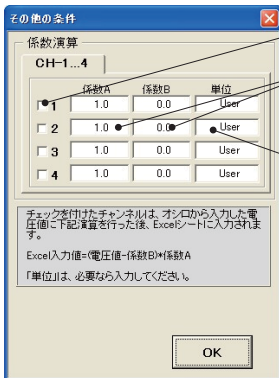 その他の条件
係数演算
CH-1...4
係数A 係数B 単位
1 1.0 0.0 User
2 1.0 0.0 User
3 1.0 0.0 User
4 1.0 0.0 User
チェックを付けたチャンネルは、オシロから入力した電
圧値に下記演算を行った後、Excelシートに入力されま
す。
Excel入力値=(電圧値-係数B)*係数A
「単位」は、必要なら入力してください。
OK